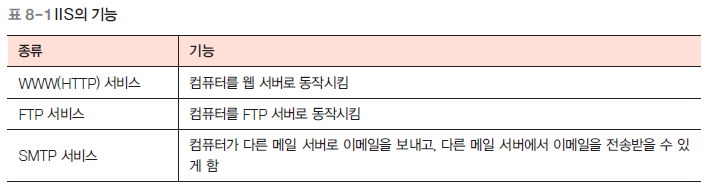 표 8-1 IIS의 기능
종류 기능
WWW(HTTP) 서비스 컴퓨터를 웹 서버로 동작시킴
FTP 서비스 컴퓨터를 FTP 서버로 동작시킴
SMTP 서비스 컴퓨터가 다른 메일 서버로 이메일을 보내고, 다른 메일 서버에서 이메일을 전송받을 수 있
게 함